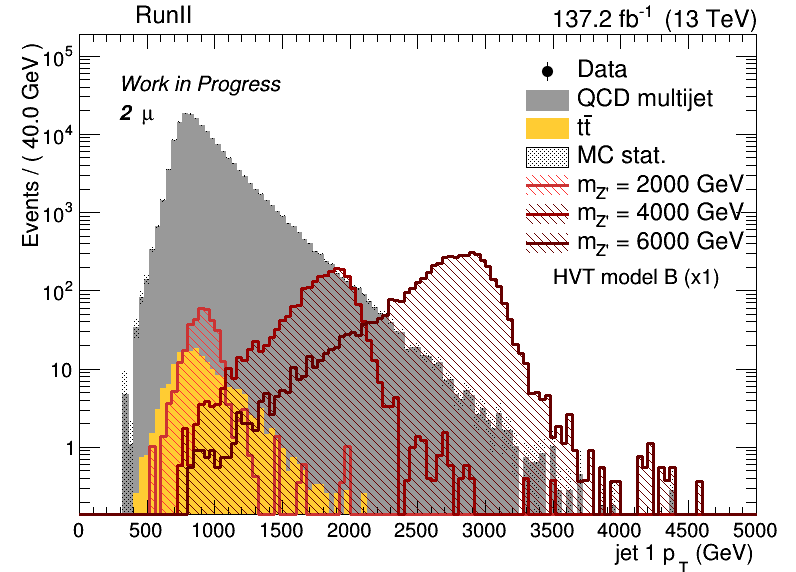 RunII
137.2 fb⁻¹ (13 TeV)
Events / ( 40.0 GeV )
10⁵
10⁴
10³
10²
10
1
Work in Progress
2 μ
Data
QCD multijet
tt̅
MC stat.
m_Z' = 2000 GeV
m_Z' = 4000 GeV
m_Z' = 6000 GeV
HVT model B (x1)
0 500 1000 1500 2000 2500 3000 3500 4000 4500 5000
jet 1 p_T (GeV)